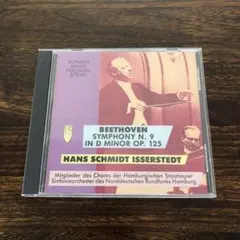 BEETHOVEN
SYMPHONY N. 9
IN D MINOR OP. 125
HANS SCHMIDT ISSERSTEDT
Mitglieder des Chores der Hamburgischen Staatsoper
Sinfonieorchester des Norddeutschen Rundfunks Hamburg